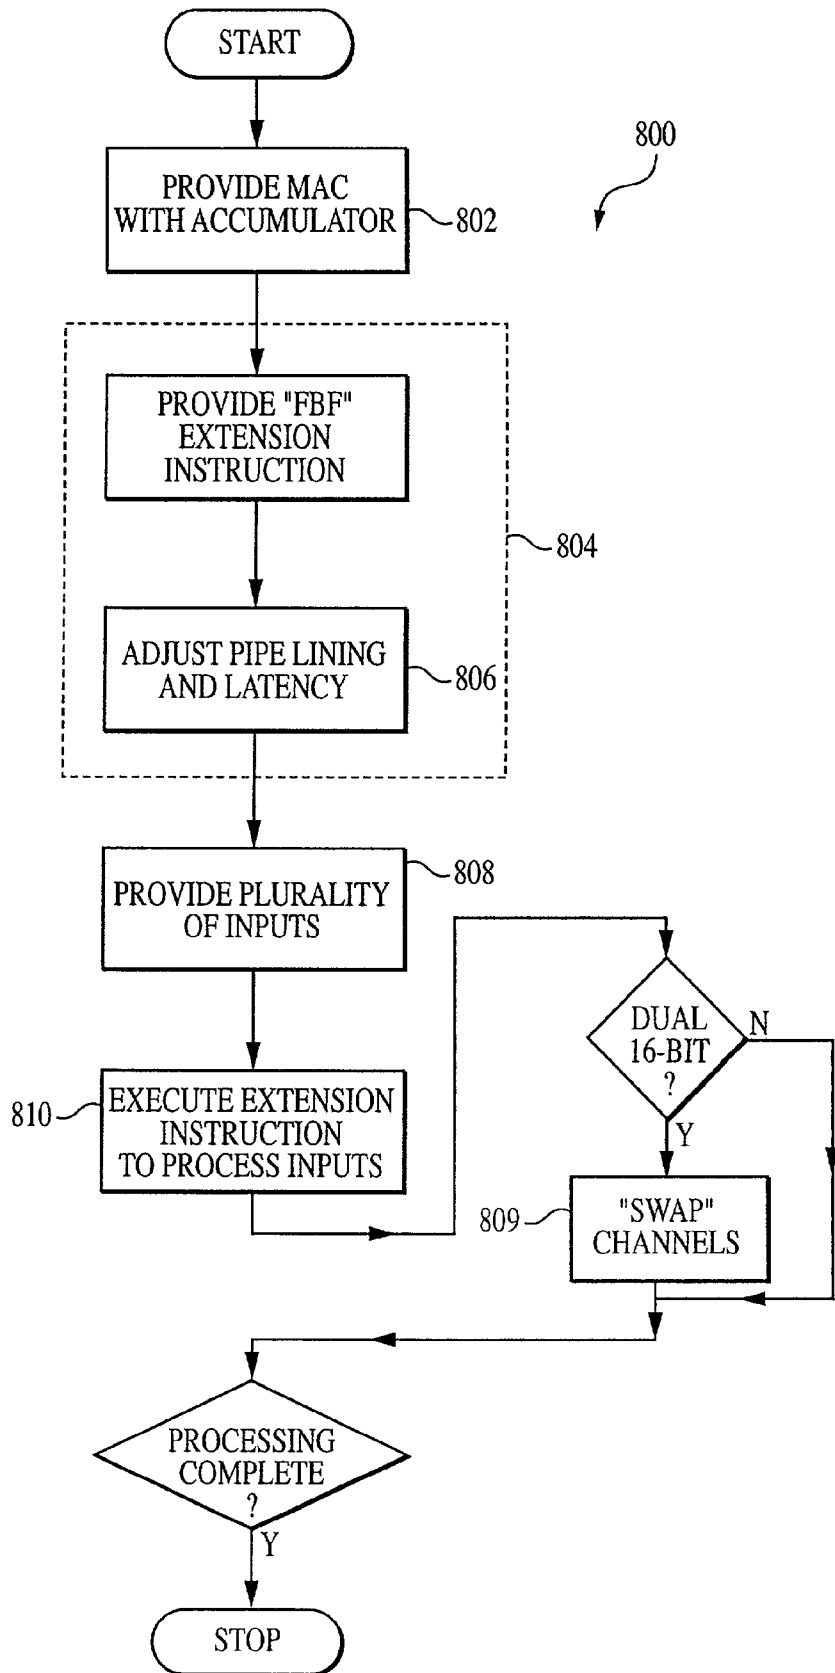 START
800
PROVIDE MAC
WITH ACCUMULATOR
802
PROVIDE "FBF"
EXTENSION
INSTRUCTION
804
ADJUST PIPE LINING
AND LATENCY
806
PROVIDE PLURALITY
OF INPUTS
808
810
EXECUTE EXTENSION
INSTRUCTION
TO PROCESS INPUTS
DUAL
16-BIT
?
N
Y
809
"SWAP"
CHANNELS
PROCESSING
COMPLETE
?
Y
STOP